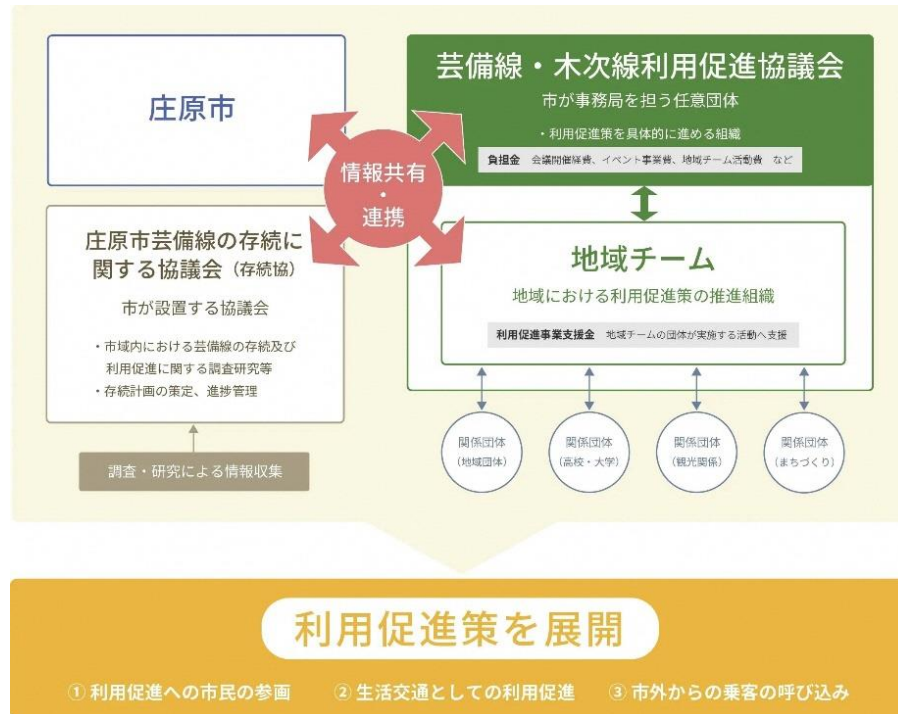 庄原市
芸備線・木次線利用促進協議会
市が事務局を担う任意団体
・利用促進策を具体的に進める組織
負担金 会議開催経費、イベント事業費、地域チーム活動費 など
情報共有
・
連携
庄原市芸備線の存続に
関する協議会（存続協）
市が設置する協議会
・市域内における芸備線の存続及び
利用促進に関する調査研究等
・存続計画の策定、進捗管理
調査・研究による情報収集
地域チーム
地域における利用促進策の推進組織
利用促進事業支援金 地域チームの団体が実施する活動へ支援
関係団体
（地域団体）
関係団体
（高校・大学）
関係団体
（観光関係）
関係団体
（まちづくり）
利用促進策を展開
① 利用促進への市民の参画 ② 生活交通としての利用促進 ③ 市外からの乗客の呼び込み